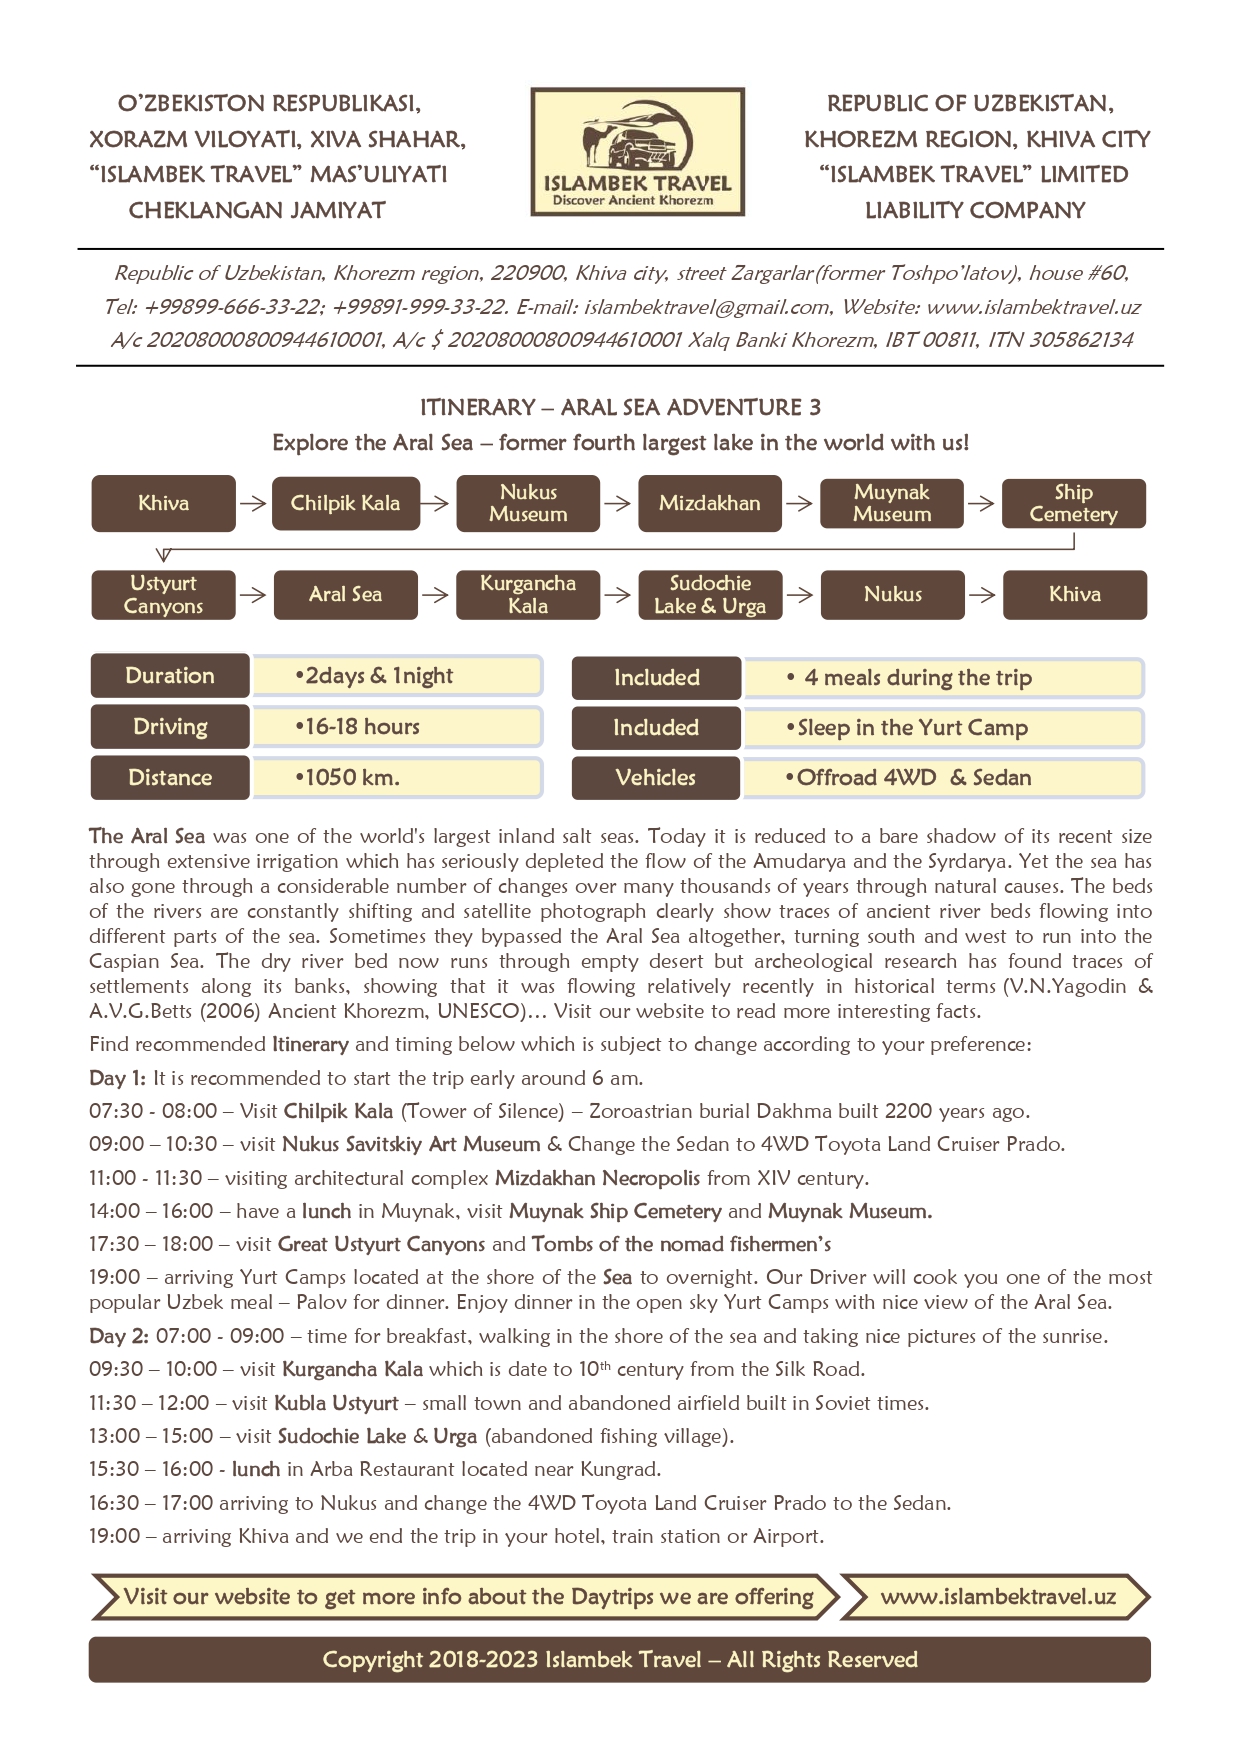 O’ZBEKISTON RESPUBLIKASI,
XORAZM VILOYATI, XIVA SHAHAR,
“ISLAMBEK TRAVEL” MAS’ULIYATI
CHEKLANGAN JAMIYAT
ISLAMBEK TRAVEL
Discover Ancient Khorezm
REPUBLIC OF UZBEKISTAN,
KHOREZM REGION, KHIVA CITY
“ISLAMBEK TRAVEL” LIMITED
LIABILITY COMPANY
Republic of Uzbekistan, Khorezm region, 220900, Khiva city, street Zargarlar(former Toshpo’latov), house #60,
Tel: +99899-666-33-22; +99891-999-33-22. E-mail: islambektravel@gmail.com, Website: www.islambektravel.uz
A/c 20208000800944610001, A/c $ 20208000800944610001 Xalq Banki Khorezm, IBT 00811, ITN 305862134
ITINERARY – ARAL SEA ADVENTURE 3
Explore the Aral Sea – former fourth largest lake in the world with us!
Khiva
Chilpik Kala
Nukus
Museum
Mizdakhan
Muynak
Museum
Ship
Cemetery
Ustyurt
Canyons
Aral Sea
Kurgancha
Kala
Sudochie
Lake & Urga
Nukus
Khiva
Duration
•2days & 1night
Driving
•16-18 hours
Distance
•1050 km.
Included
• 4 meals during the trip
Included
•Sleep in the Yurt Camp
Vehicles
•Offroad 4WD & Sedan
The Aral Sea was one of the world's largest inland salt seas. Today it is reduced to a bare shadow of its recent size
through extensive irrigation which has seriously depleted the flow of the Amudarya and the Syrdarya. Yet the sea has
also gone through a considerable number of changes over many thousands of years through natural causes. The beds
of the rivers are constantly shifting and satellite photograph clearly show traces of ancient river beds flowing into
different parts of the sea. Sometimes they bypassed the Aral Sea altogether, turning south and west to run into the
Caspian Sea. The dry river bed now runs through empty desert but archeological research has found traces of
settlements along its banks, showing that it was flowing relatively recently in historical terms (V.N.Yagodin &
A.V.G.Betts (2006) Ancient Khorezm, UNESCO)… Visit our website to read more interesting facts.
Find recommended Itinerary and timing below which is subject to change according to your preference:
Day 1: It is recommended to start the trip early around 6 am.
07:30 - 08:00 – Visit Chilpik Kala (Tower of Silence) – Zoroastrian burial Dakhma built 2200 years ago.
09:00 – 10:30 – visit Nukus Savitskiy Art Museum & Change the Sedan to 4WD Toyota Land Cruiser Prado.
11:00 - 11:30 – visiting architectural complex Mizdakhan Necropolis from XIV century.
14:00 – 16:00 – have a lunch in Muynak, visit Muynak Ship Cemetery and Muynak Museum.
17:30 – 18:00 – visit Great Ustyurt Canyons and Tombs of the nomad fishermen’s
19:00 – arriving Yurt Camps located at the shore of the Sea to overnight. Our Driver will cook you one of the most
popular Uzbek meal – Palov for dinner. Enjoy dinner in the open sky Yurt Camps with nice view of the Aral Sea.
Day 2: 07:00 - 09:00 – time for breakfast, walking in the shore of the sea and taking nice pictures of the sunrise.
09:30 – 10:00 – visit Kurgancha Kala which is date to 10th century from the Silk Road.
11:30 – 12:00 – visit Kubla Ustyurt – small town and abandoned airfield built in Soviet times.
13:00 – 15:00 – visit Sudochie Lake & Urga (abandoned fishing village).
15:30 – 16:00 - lunch in Arba Restaurant located near Kungrad.
16:30 – 17:00 arriving to Nukus and change the 4WD Toyota Land Cruiser Prado to the Sedan.
19:00 – arriving Khiva and we end the trip in your hotel, train station or Airport.
Visit our website to get more info about the Daytrips we are offering
www.islambektravel.uz
Copyright 2018-2023 Islambek Travel – All Rights Reserved